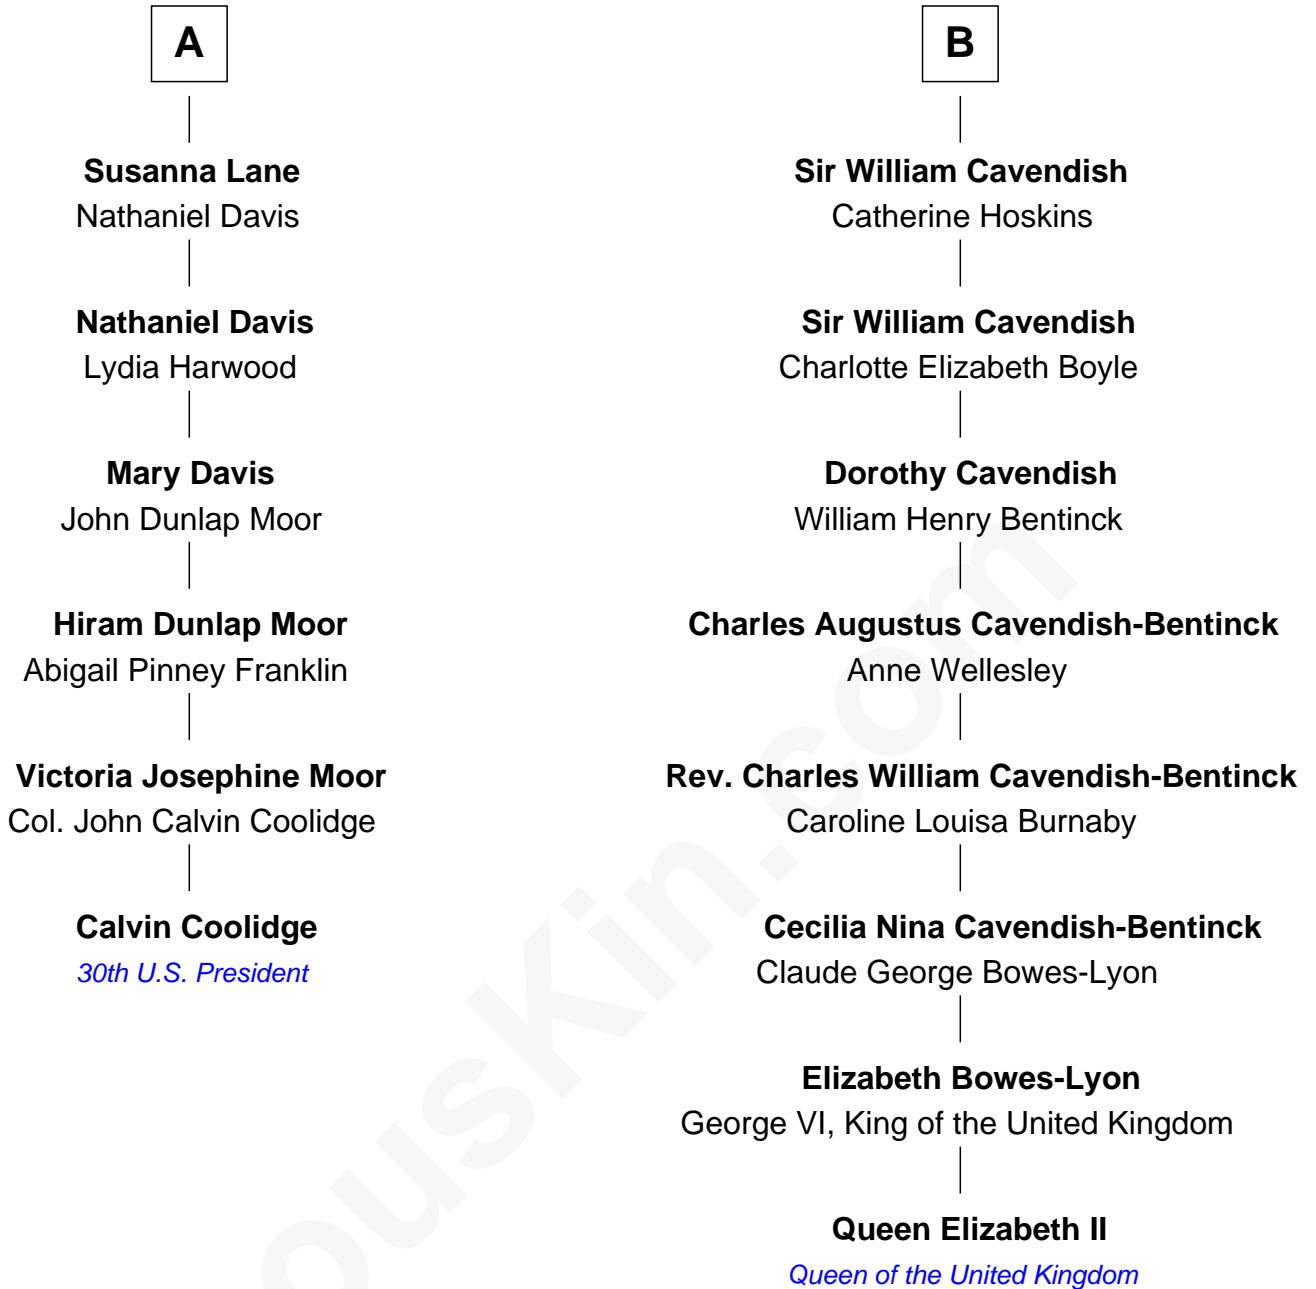 A
Susanna Lane
Nathaniel Davis
Nathaniel Davis
Lydia Harwood
Mary Davis
John Dunlap Moor
Hiram Dunlap Moor
Abigail Pinney Franklin
Victoria Josephine Moor
Col. John Calvin Coolidge
Calvin Coolidge
30th U.S. President
B
Sir William Cavendish
Catherine Hoskins
Sir William Cavendish
Charlotte Elizabeth Boyle
Dorothy Cavendish
William Henry Bentinck
Charles Augustus Cavendish-Bentinck
Anne Wellesley
Rev. Charles William Cavendish-Bentinck
Caroline Louisa Burnaby
Cecilia Nina Cavendish-Bentinck
Claude George Bowes-Lyon
Elizabeth Bowes-Lyon
George VI, King of the United Kingdom
Queen Elizabeth II
Queen of the United Kingdom
ousKin.com